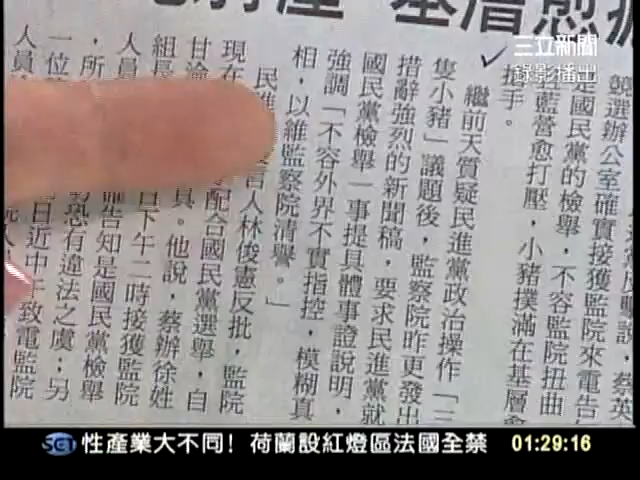 基層愈
三立新聞
錄影播出
競選辦公室確實接獲監院來電告
是國民黨的檢舉，不容監院扭曲
藍營愈打壓，小豬撲滿在基層會
搶手。
繼前天質疑民進黨政治操作「三
隻小豬」議題後，監察院昨更發出
措辭強烈的新聞稿，要求民進黨就
國民黨檢舉一事提具體事證說明，
強調「不容外界不實指控，模糊真
相，以維監察院清譽。」
民進
言人林俊憲反批，監院
現在
配合國民黨選舉，自
甘淪
具。他說，蔡辦徐姓
組長
日下午二時接獲監院
人員
告知是國民黨檢舉
，所
恐有違法之虞；另
一位
日近中午致電監院
人員
SET 性產業大不同！ 荷蘭設紅燈區法國全禁 01:29:16